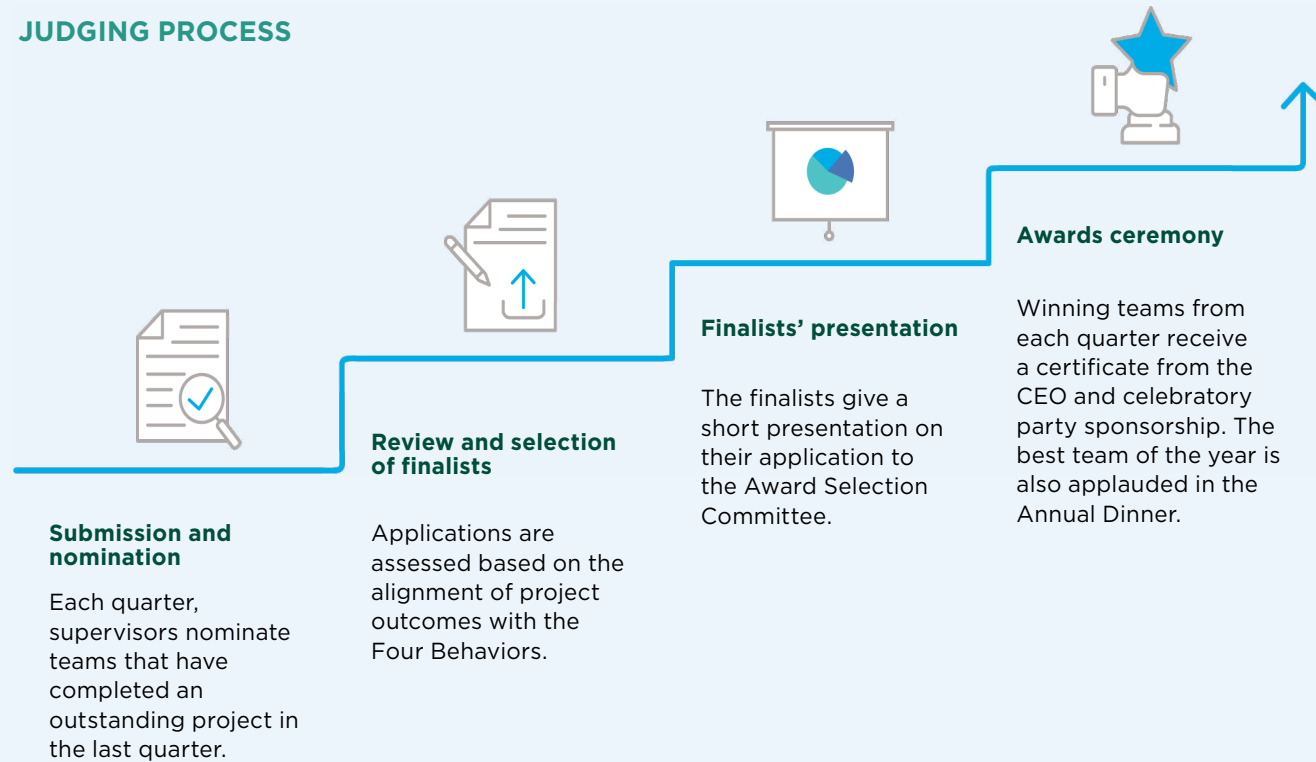 JUDGING PROCESS
Submission and
nomination
Each quarter,
supervisors nominate
teams that have
completed an
outstanding project in
the last quarter.
Review and selection
of finalists
Applications are
assessed based on the
alignment of project
outcomes with the
Four Behaviors.
Finalists’ presentation
The finalists give a
short presentation on
their application to
the Award Selection
Committee.
Awards ceremony
Winning teams from
each quarter receive
a certificate from the
CEO and celebratory
party sponsorship. The
best team of the year is
also applauded in the
Annual Dinner.